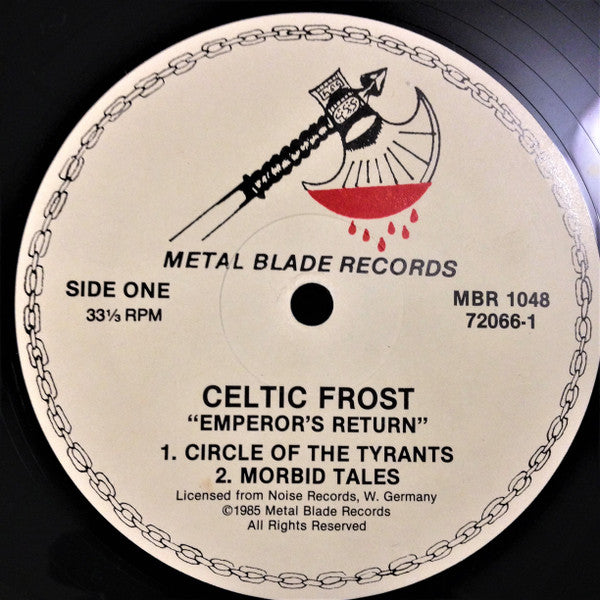 METAL BLADE RECORDS
SIDE ONE
33⅓ RPM
MBR 1048
72066-1
CELTIC FROST
“EMPEROR’S RETURN”
1. CIRCLE OF THE TYRANTS
2. MORBID TALES
Licensed from Noise Records, W. Germany
©1985 Metal Blade Records
All Rights Reserved